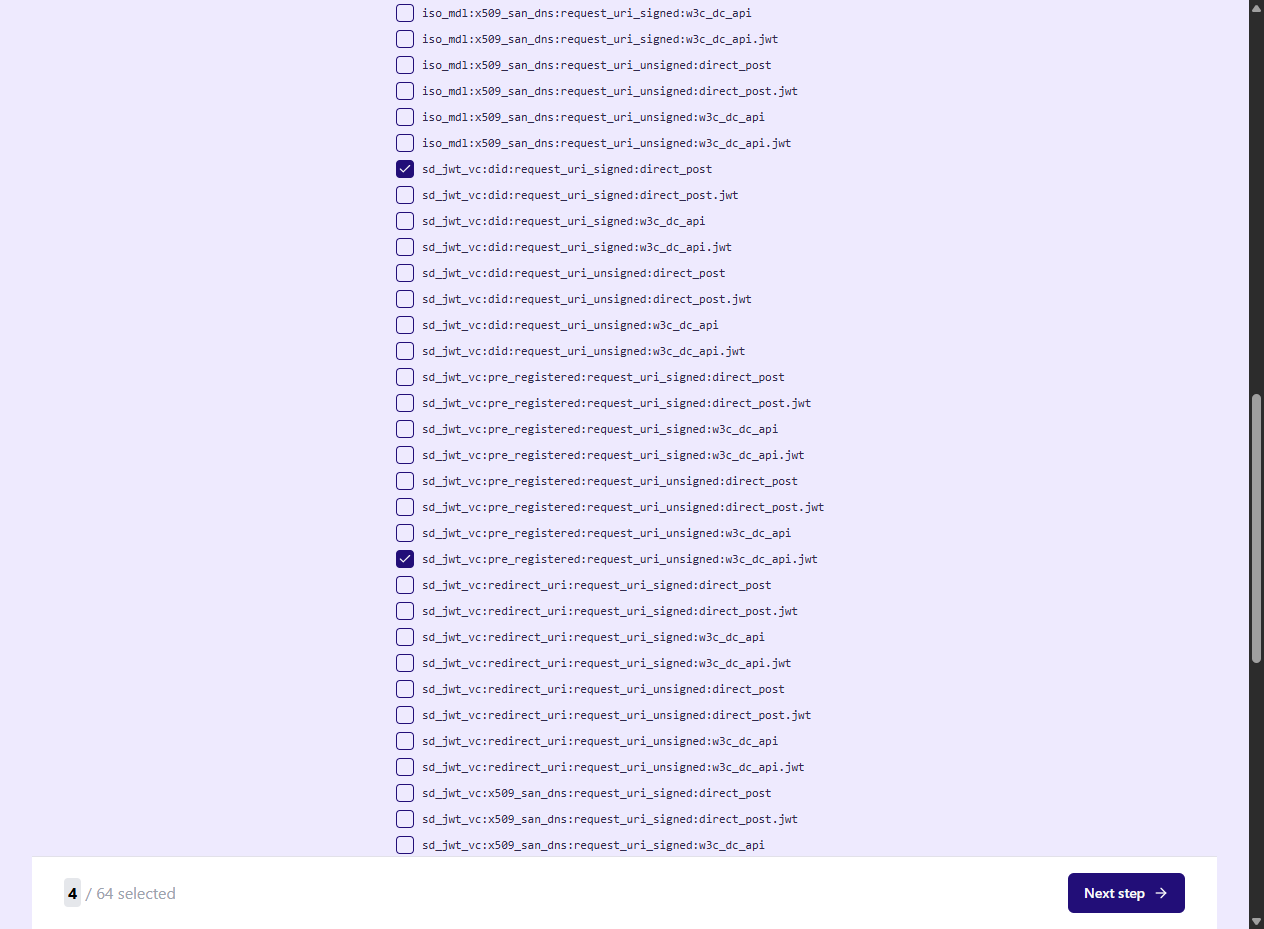 iso_mdl:x509_san_dns:request_uri_signed:w3c_dc_api
iso_mdl:x509_san_dns:request_uri_signed:w3c_dc_api.jwt
iso_mdl:x509_san_dns:request_uri_unsigned:direct_post
iso_mdl:x509_san_dns:request_uri_unsigned:direct_post.jwt
iso_mdl:x509_san_dns:request_uri_unsigned:w3c_dc_api
iso_mdl:x509_san_dns:request_uri_unsigned:w3c_dc_api.jwt
sd_jwt_vc:did:request_uri_signed:direct_post
sd_jwt_vc:did:request_uri_signed:direct_post.jwt
sd_jwt_vc:did:request_uri_signed:w3c_dc_api
sd_jwt_vc:did:request_uri_signed:w3c_dc_api.jwt
sd_jwt_vc:did:request_uri_unsigned:direct_post
sd_jwt_vc:did:request_uri_unsigned:direct_post.jwt
sd_jwt_vc:did:request_uri_unsigned:w3c_dc_api
sd_jwt_vc:did:request_uri_unsigned:w3c_dc_api.jwt
sd_jwt_vc:pre_registered:request_uri_signed:direct_post
sd_jwt_vc:pre_registered:request_uri_signed:direct_post.jwt
sd_jwt_vc:pre_registered:request_uri_signed:w3c_dc_api
sd_jwt_vc:pre_registered:request_uri_signed:w3c_dc_api.jwt
sd_jwt_vc:pre_registered:request_uri_unsigned:direct_post
sd_jwt_vc:pre_registered:request_uri_unsigned:direct_post.jwt
sd_jwt_vc:pre_registered:request_uri_unsigned:w3c_dc_api
sd_jwt_vc:pre_registered:request_uri_unsigned:w3c_dc_api.jwt
sd_jwt_vc:redirect_uri:request_uri_signed:direct_post
sd_jwt_vc:redirect_uri:request_uri_signed:direct_post.jwt
sd_jwt_vc:redirect_uri:request_uri_signed:w3c_dc_api
sd_jwt_vc:redirect_uri:request_uri_signed:w3c_dc_api.jwt
sd_jwt_vc:redirect_uri:request_uri_unsigned:direct_post
sd_jwt_vc:redirect_uri:request_uri_unsigned:direct_post.jwt
sd_jwt_vc:redirect_uri:request_uri_unsigned:w3c_dc_api
sd_jwt_vc:redirect_uri:request_uri_unsigned:w3c_dc_api.jwt
sd_jwt_vc:x509_san_dns:request_uri_signed:direct_post
sd_jwt_vc:x509_san_dns:request_uri_signed:direct_post.jwt
sd_jwt_vc:x509_san_dns:request_uri_signed:w3c_dc_api
4 / 64 selected
Next step →